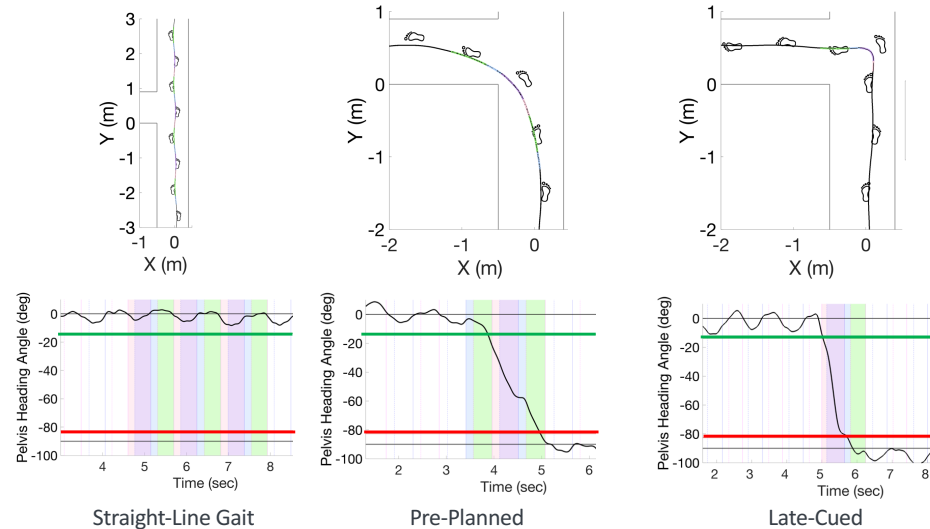 3
2
1
0
-1
-2
-3
Y (m)
-1 0 1
X (m)
1
0
-1
-2
Y (m)
-2 -1 0
X (m)
1
0
-1
-2
Y (m)
-2 -1 0
X (m)
Pelvis Heading Angle (deg)
0
-20
-40
-60
-80
-100
3 4 5 6 7 8
Time (sec)
Straight-Line Gait
Pelvis Heading Angle (deg)
0
-20
-40
-60
-80
-100
2 3 4 5 6
Time (sec)
Pre-Planned
Pelvis Heading Angle (deg)
0
-20
-40
-60
-80
-100
2 3 4 5 6 7 8
Time (sec)
Late-Cued